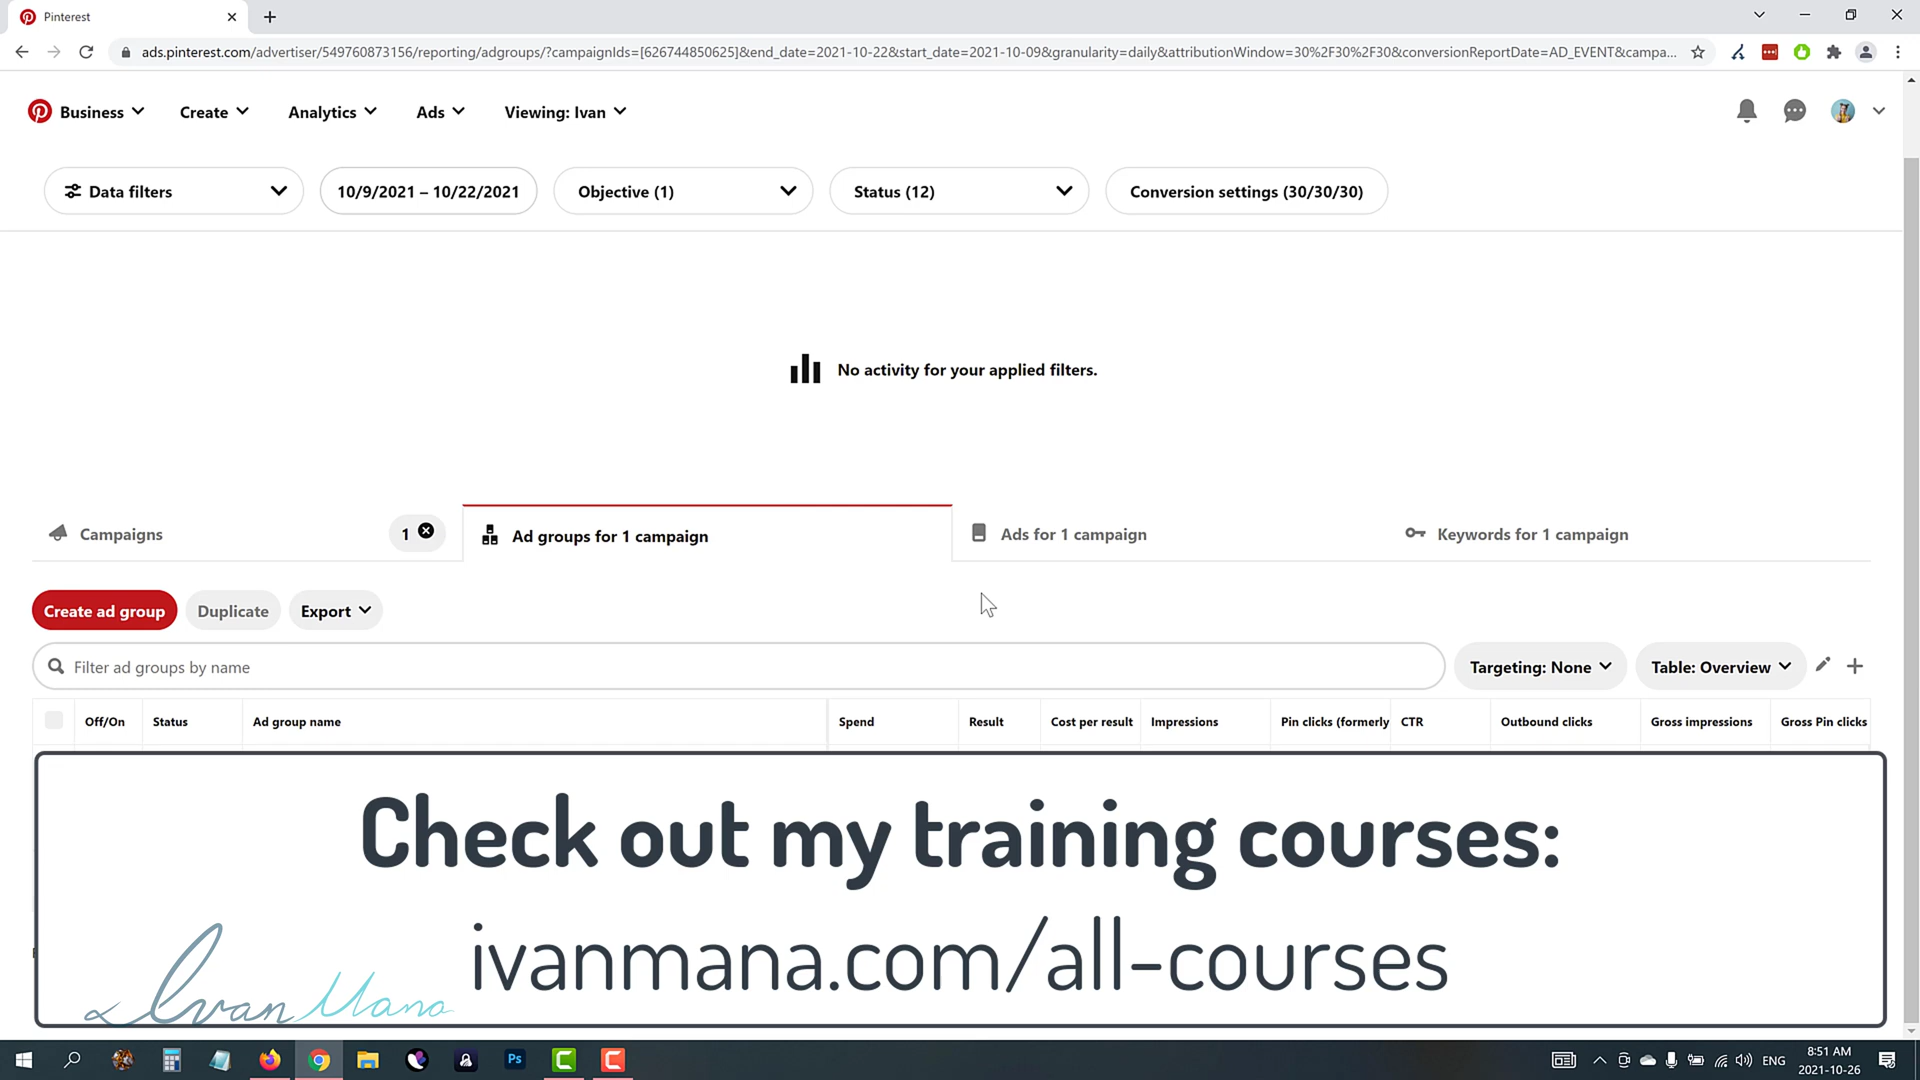 Pinterest
ads.pinterest.com/advertiser/549760873156/reporting/adgroups/?campaignIds=[626744850625]&end_date=2021-10-22&start_date=2021-10-09&granularity=daily&attributionWindow=30%2F30%2F30&conversionReportDate=AD_EVENT&campa...
Business Create Analytics Ads Viewing: Ivan
Data filters 10/9/2021 – 10/22/2021 Objective (1) Status (12) Conversion settings (30/30/30)
No activity for your applied filters.
Campaigns 1 Ad groups for 1 campaign Ads for 1 campaign Keywords for 1 campaign
Create ad group Duplicate Export
Filter ad groups by name Targeting: None Table: Overview
Off/On Status Ad group name Spend Result Cost per result Impressions Pin clicks (formerly CTR Outbound clicks Gross impressions Gross Pin clicks
Check out my training courses:
ivanmana.com/all-courses
Ivan Mana
Ps ENG 8:51 AM
2021-10-26